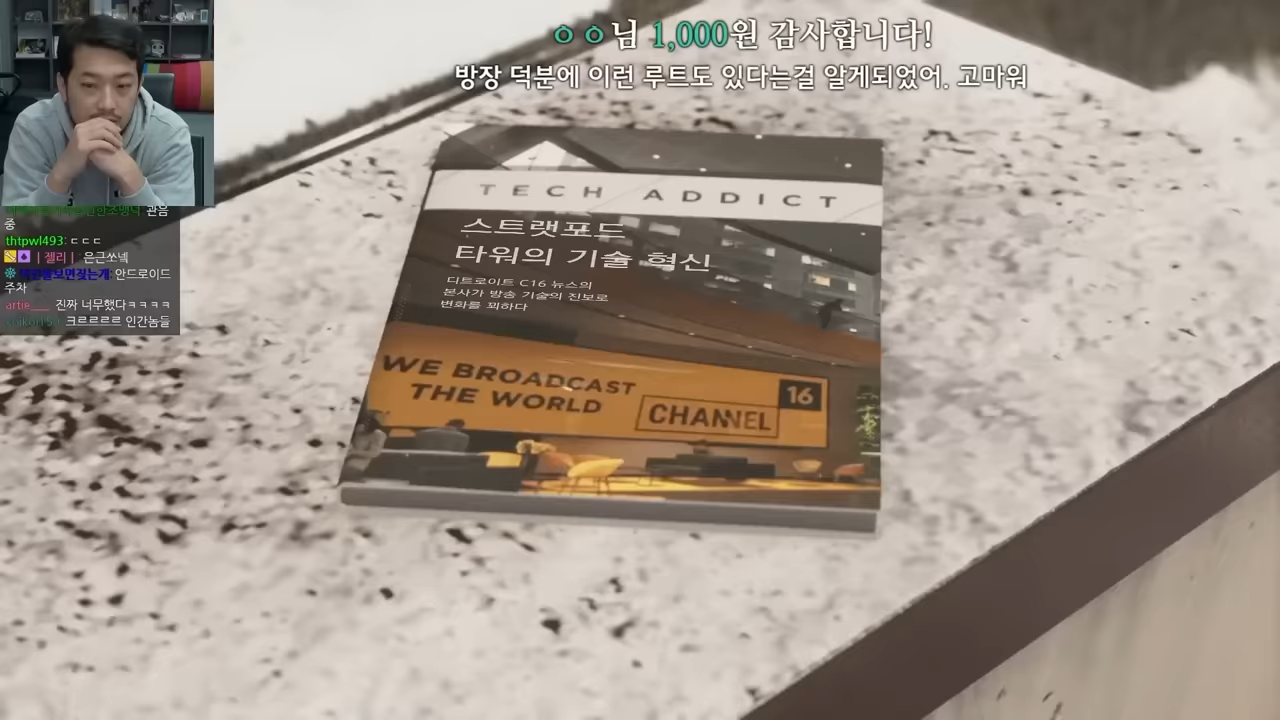 ㅇㅇ님 1,000원 감사합니다!
방장 덕분에 이런 루트도 있다는걸 알게되었어. 고마워
관음
중
thtpwl493: ㄷㄷㄷ
| 젤리 | 은근쏘넥
안드로이드
주차
artie___ 진짜 너무했다ㅋㅋㅋㅋ
크르르르르 인간놈들
TECH ADDICT
스트랫포드
타워의 기술 혁신
디트로이트 C16 뉴스의
본사가 방송 기술의 진보로
변화를 꾀하다
WE BROADCAST
THE WORLD
CHANNEL
16